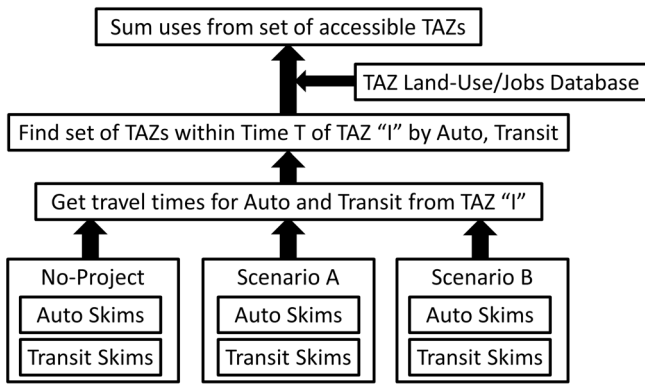 Sum uses from set of accessible TAZs
TAZ Land-Use/Jobs Database
Find set of TAZs within Time T of TAZ “I” by Auto, Transit
Get travel times for Auto and Transit from TAZ “I”
No-Project
Auto Skims
Transit Skims
Scenario A
Auto Skims
Transit Skims
Scenario B
Auto Skims
Transit Skims